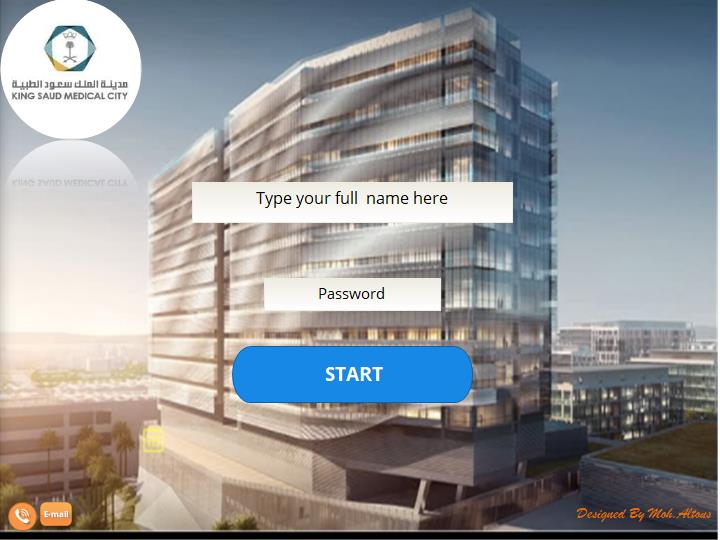 مدينة الملك سعود الطبية
KING SAUD MEDICAL CITY
Type your full  name here
Password
START
E-mail
Designed By Moh.Altous